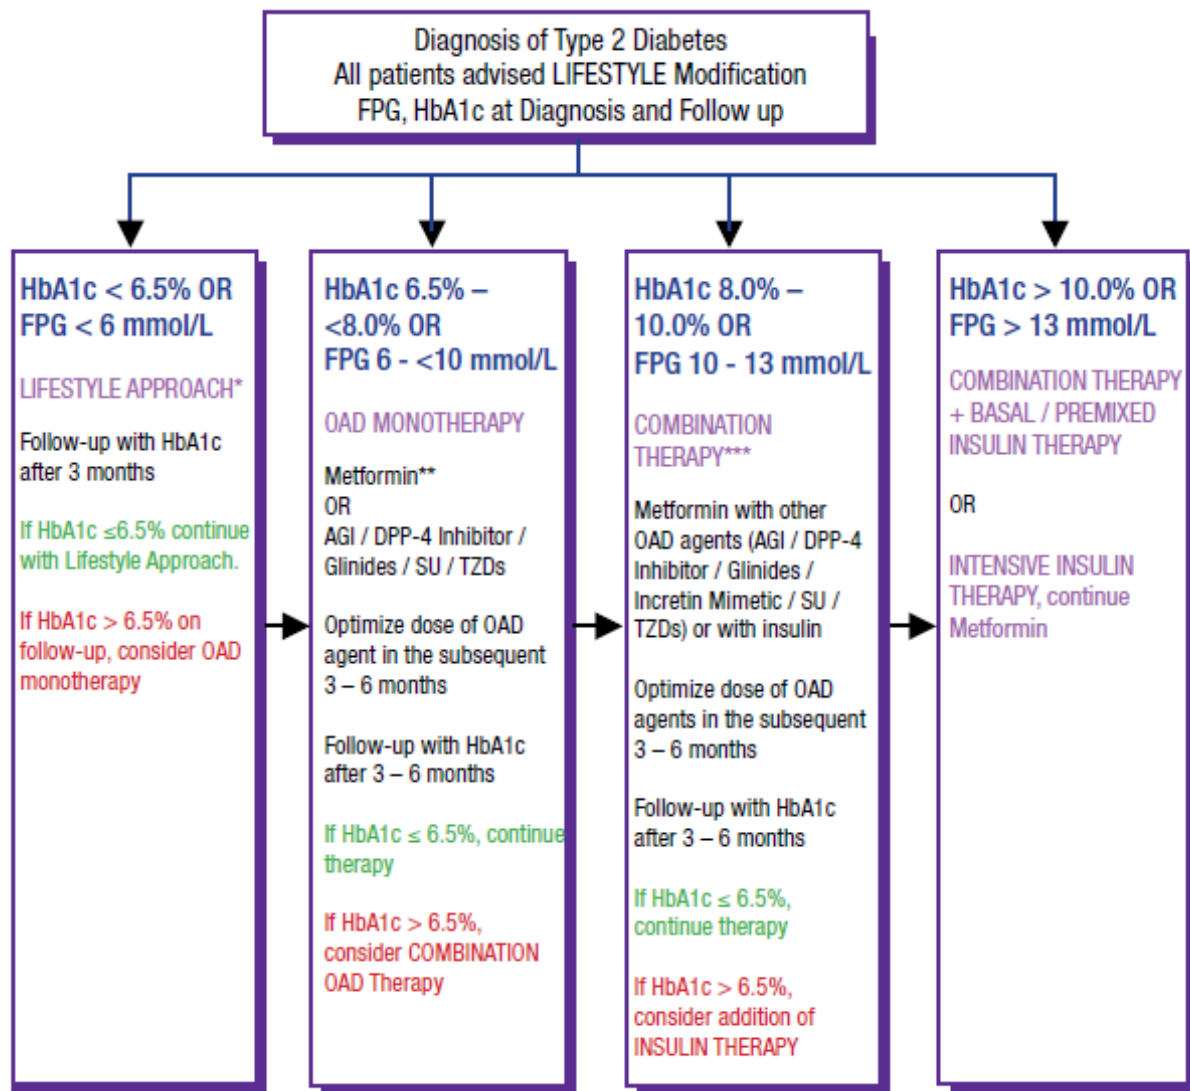 Diagnosis of Type 2 Diabetes
All patients advised LIFESTYLE Modification
FPG, HbA1c at Diagnosis and Follow up
HbA1c < 6.5% OR
FPG < 6 mmol/L
LIFESTYLE APPROACH*
Follow-up with HbA1c
after 3 months
If HbA1c ≤6.5% continue
with Lifestyle Approach.
If HbA1c > 6.5% on
follow-up, consider OAD
monotherapy
HbA1c 6.5% –
<8.0% OR
FPG 6 - <10 mmol/L
OAD MONOTHERAPY
Metformin**
OR
AGI / DPP-4 Inhibitor /
Glinides / SU / TZDs
Optimize dose of OAD
agent in the subsequent
3 – 6 months
Follow-up with HbA1c
after 3 – 6 months
If HbA1c ≤ 6.5%, continue
therapy
If HbA1c > 6.5%,
consider COMBINATION
OAD Therapy
HbA1c 8.0% –
10.0% OR
FPG 10 - 13 mmol/L
COMBINATION
THERAPY***
Metformin with other
OAD agents (AGI / DPP-4
Inhibitor / Glinides /
Incretin Mimetic / SU /
TZDs) or with insulin
Optimize dose of OAD
agents in the subsequent
3 – 6 months
Follow-up with HbA1c
after 3 – 6 months
If HbA1c ≤ 6.5%,
continue therapy
If HbA1c > 6.5%,
consider addition of
INSULIN THERAPY
HbA1c > 10.0% OR
FPG > 13 mmol/L
COMBINATION THERAPY
+ BASAL / PREMIXED
INSULIN THERAPY
OR
INTENSIVE INSULIN
THERAPY, continue
Metformin